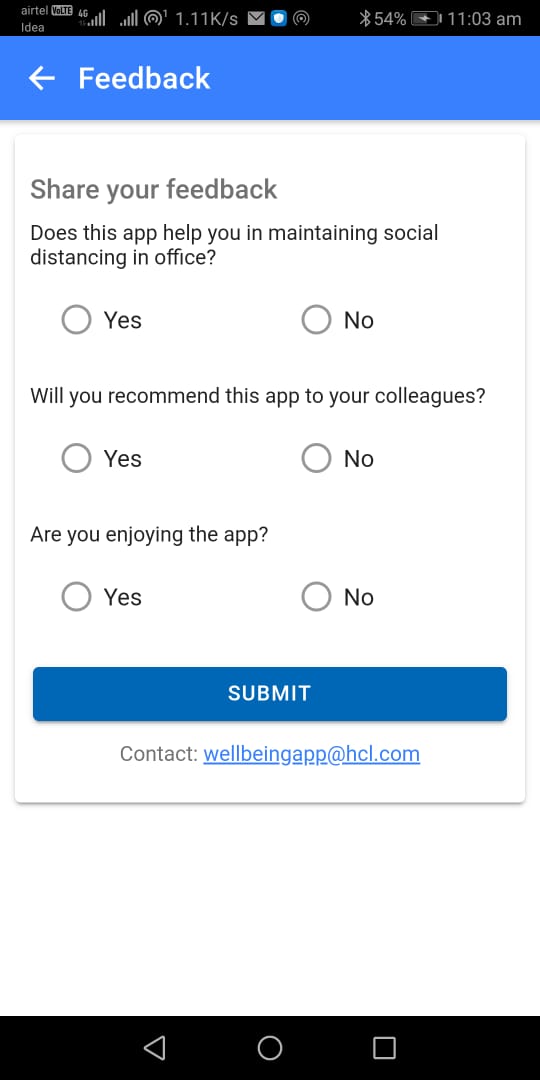 airtel VoLTE 4G 1 1.11K/s 54% 11:03 am
Idea
Feedback
Share your feedback
Does this app help you in maintaining social
distancing in office?
Yes No
Will you recommend this app to your colleagues?
Yes No
Are you enjoying the app?
Yes No
SUBMIT
Contact: wellbeingapp@hcl.com